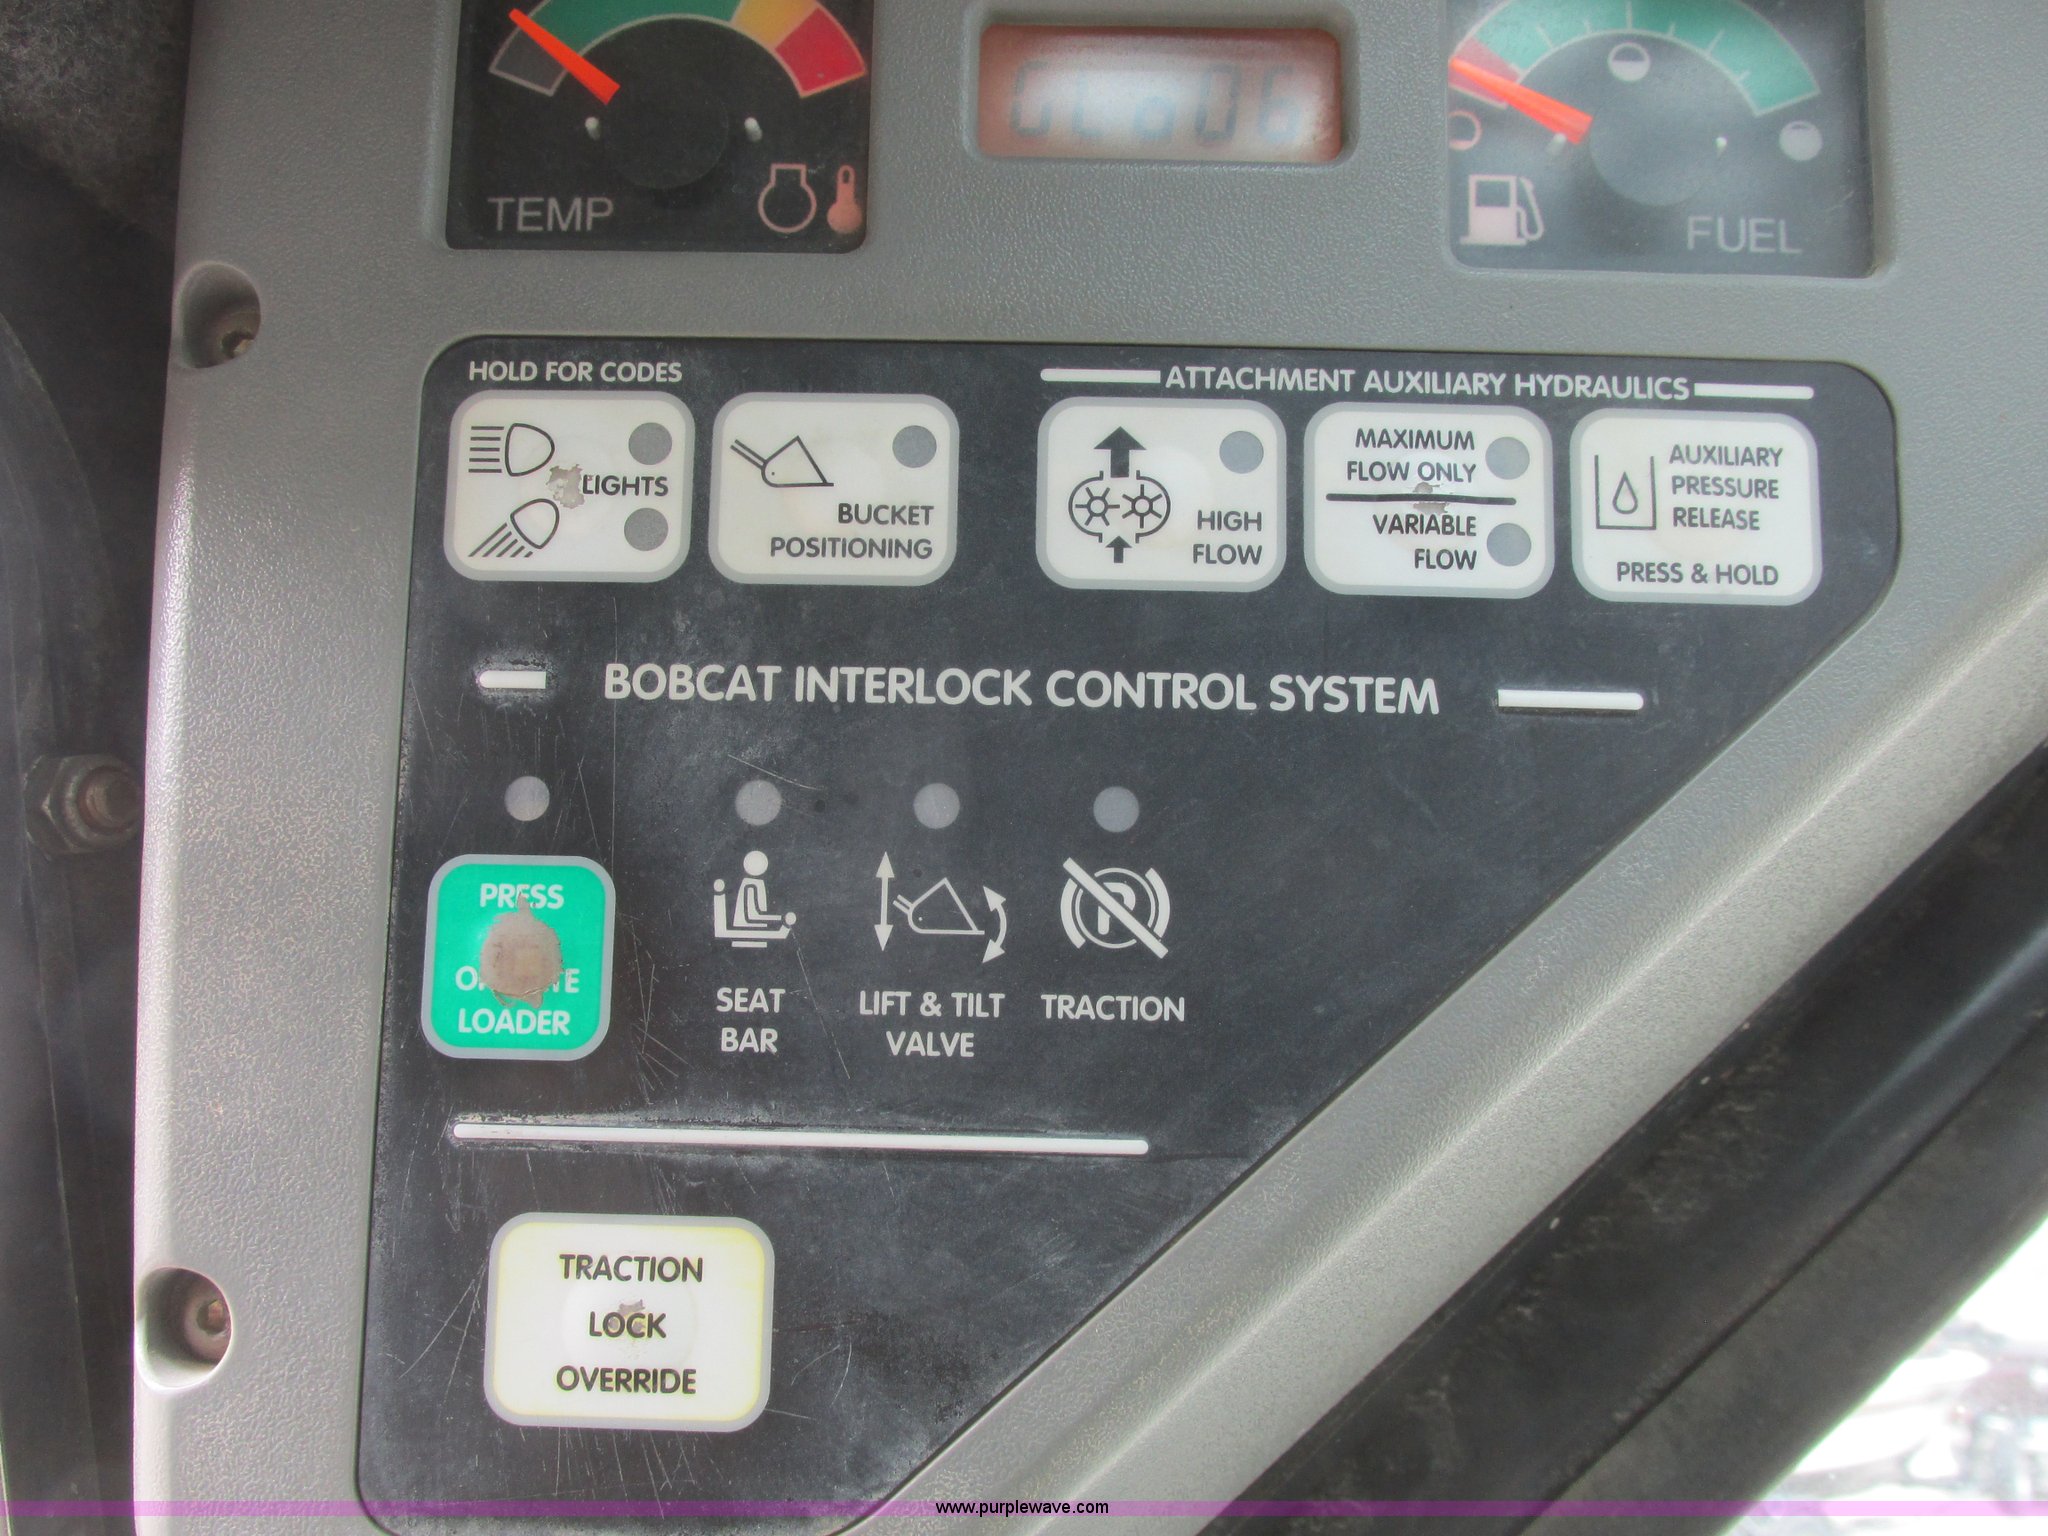 TEMP
FUEL
HOLD FOR CODES
ATTACHMENT AUXILIARY HYDRAULICS
LIGHTS
BUCKET
POSITIONING
HIGH
FLOW
MAXIMUM
FLOW ONLY
VARIABLE
FLOW
AUXILIARY
PRESSURE
RELEASE
PRESS & HOLD
BOBCAT INTERLOCK CONTROL SYSTEM
PRESS
LOADER
SEAT
BAR
LIFT & TILT
VALVE
P
TRACTION
TRACTION
LOCK
OVERRIDE
www.purplewave.com